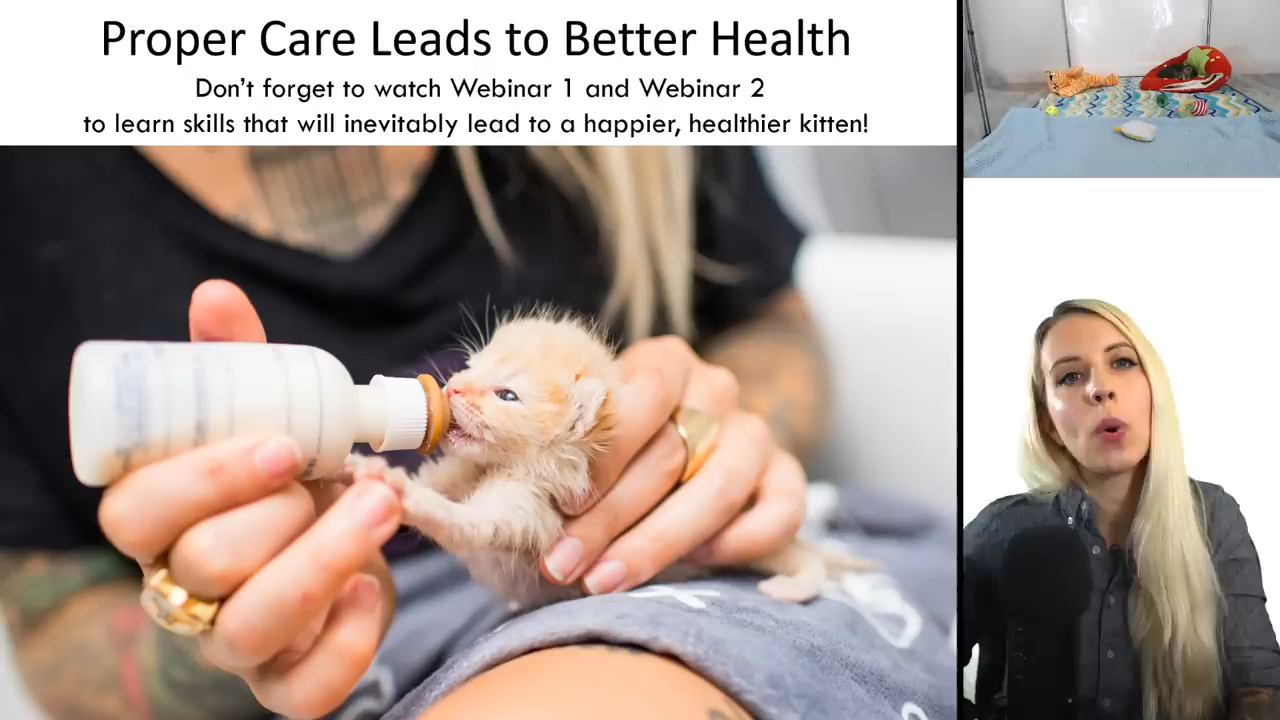 Proper Care Leads to Better Health
Don't forget to watch Webinar 1 and Webinar 2
to learn skills that will inevitably lead to a happier, healthier kitten!